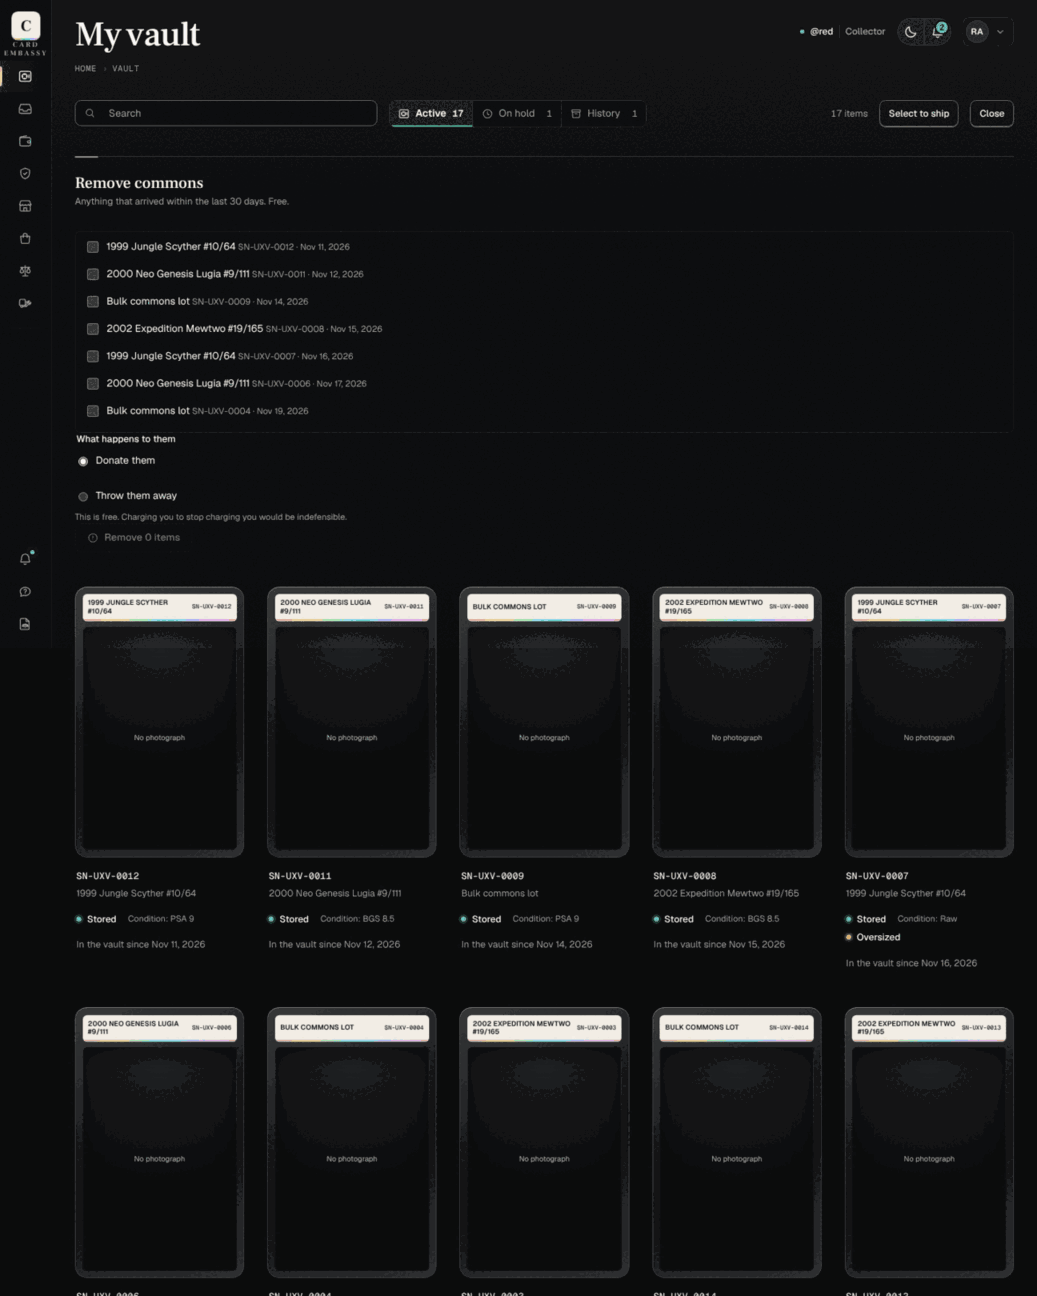 C
CARD
EMBASSY
My vault
@red
Collector
2
RA
HOME › VAULT
Search
Active 17
On hold 1
History 1
17 items
Select to ship
Close
Remove commons
Anything that arrived within the last 30 days. Free.
1999 Jungle Scyther #10/64 SN-UXV-0012 · Nov 11, 2026
2000 Neo Genesis Lugia #9/111 SN-UXV-0011 · Nov 12, 2026
Bulk commons lot SN-UXV-0009 · Nov 14, 2026
2002 Expedition Mewtwo #19/165 SN-UXV-0008 · Nov 15, 2026
1999 Jungle Scyther #10/64 SN-UXV-0007 · Nov 16, 2026
2000 Neo Genesis Lugia #9/111 SN-UXV-0006 · Nov 17, 2026
Bulk commons lot SN-UXV-0004 · Nov 19, 2026
What happens to them
Donate them
Throw them away
This is free. Charging you to stop charging you would be indefensible.
Remove 0 items
1999 JUNGLE SCYTHER
#10/64
SN-UXV-0012
No photograph
SN-UXV-0012
1999 Jungle Scyther #10/64
Stored
Condition: PSA 9
In the vault since Nov 11, 2026
2000 NEO GENESIS LUGIA
#9/111
SN-UXV-0011
No photograph
SN-UXV-0011
2000 Neo Genesis Lugia #9/111
Stored
Condition: BGS 8.5
In the vault since Nov 12, 2026
BULK COMMONS LOT
SN-UXV-0009
No photograph
SN-UXV-0009
Bulk commons lot
Stored
Condition: PSA 9
In the vault since Nov 14, 2026
2002 EXPEDITION MEWTWO
#19/165
SN-UXV-0008
No photograph
SN-UXV-0008
2002 Expedition Mewtwo #19/165
Stored
Condition: BGS 8.5
In the vault since Nov 15, 2026
1999 JUNGLE SCYTHER
#10/64
SN-UXV-0007
No photograph
SN-UXV-0007
1999 Jungle Scyther #10/64
Stored
Condition: Raw
Oversized
In the vault since Nov 16, 2026
2000 NEO GENESIS LUGIA
#9/111
SN-UXV-0006
No photograph
SN-UXV-0006
BULK COMMONS LOT
SN-UXV-0004
No photograph
SN-UXV-0004
2002 EXPEDITION MEWTWO
#19/165
SN-UXV-0003
No photograph
SN-UXV-0003
BULK COMMONS LOT
SN-UXV-0014
No photograph
SN-UXV-0014
2002 EXPEDITION MEWTWO
#19/165
SN-UXV-0013
No photograph
SN-UXV-0013